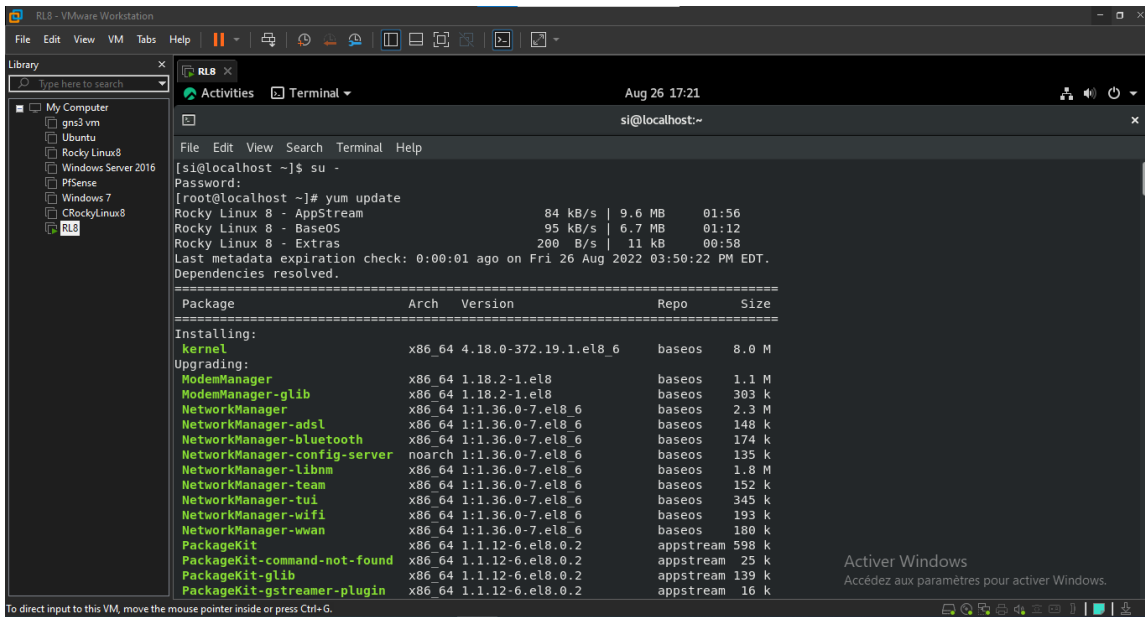 RL8 - VMware Workstation
File Edit View VM Tabs Help
Library
Type here to search
My Computer
gns3 vm
Ubuntu
Rocky Linux8
Windows Server 2016
PfSense
Windows 7
CRockyLinux8
RL8
RL8
Activities Terminal Aug 26 17:21
si@localhost:~
File Edit View Search Terminal Help
[si@localhost ~]$ su -
Password:
[root@localhost ~]# yum update
Rocky Linux 8 - AppStream 84 kB/s | 9.6 MB 01:56
Rocky Linux 8 - BaseOS 95 kB/s | 6.7 MB 01:12
Rocky Linux 8 - Extras 200 B/s | 11 kB 00:58
Last metadata expiration check: 0:00:01 ago on Fri 26 Aug 2022 03:50:22 PM EDT.
Dependencies resolved.
================================================================================
Package Arch Version Repo Size
================================================================================
Installing:
kernel x86_64 4.18.0-372.19.1.el8_6 baseos 8.0 M
Upgrading:
ModemManager x86_64 1.18.2-1.el8 baseos 1.1 M
ModemManager-glib x86_64 1.18.2-1.el8 baseos 303 k
NetworkManager x86_64 1:1.36.0-7.el8_6 baseos 2.3 M
NetworkManager-adsl x86_64 1:1.36.0-7.el8_6 baseos 148 k
NetworkManager-bluetooth x86_64 1:1.36.0-7.el8_6 baseos 174 k
NetworkManager-config-server noarch 1:1.36.0-7.el8_6 baseos 135 k
NetworkManager-libnm x86_64 1:1.36.0-7.el8_6 baseos 1.8 M
NetworkManager-team x86_64 1:1.36.0-7.el8_6 baseos 152 k
NetworkManager-tui x86_64 1:1.36.0-7.el8_6 baseos 345 k
NetworkManager-wifi x86_64 1:1.36.0-7.el8_6 baseos 193 k
NetworkManager-wwan x86_64 1:1.36.0-7.el8_6 baseos 180 k
PackageKit x86_64 1.1.12-6.el8.0.2 appstream 598 k
PackageKit-command-not-found x86_64 1.1.12-6.el8.0.2 appstream 25 k
PackageKit-glib x86_64 1.1.12-6.el8.0.2 appstream 139 k
PackageKit-gstreamer-plugin x86_64 1.1.12-6.el8.0.2 appstream 16 k
Activer Windows
Accédez aux paramètres pour activer Windows.
To direct input to this VM, move the mouse pointer inside or press Ctrl+G.